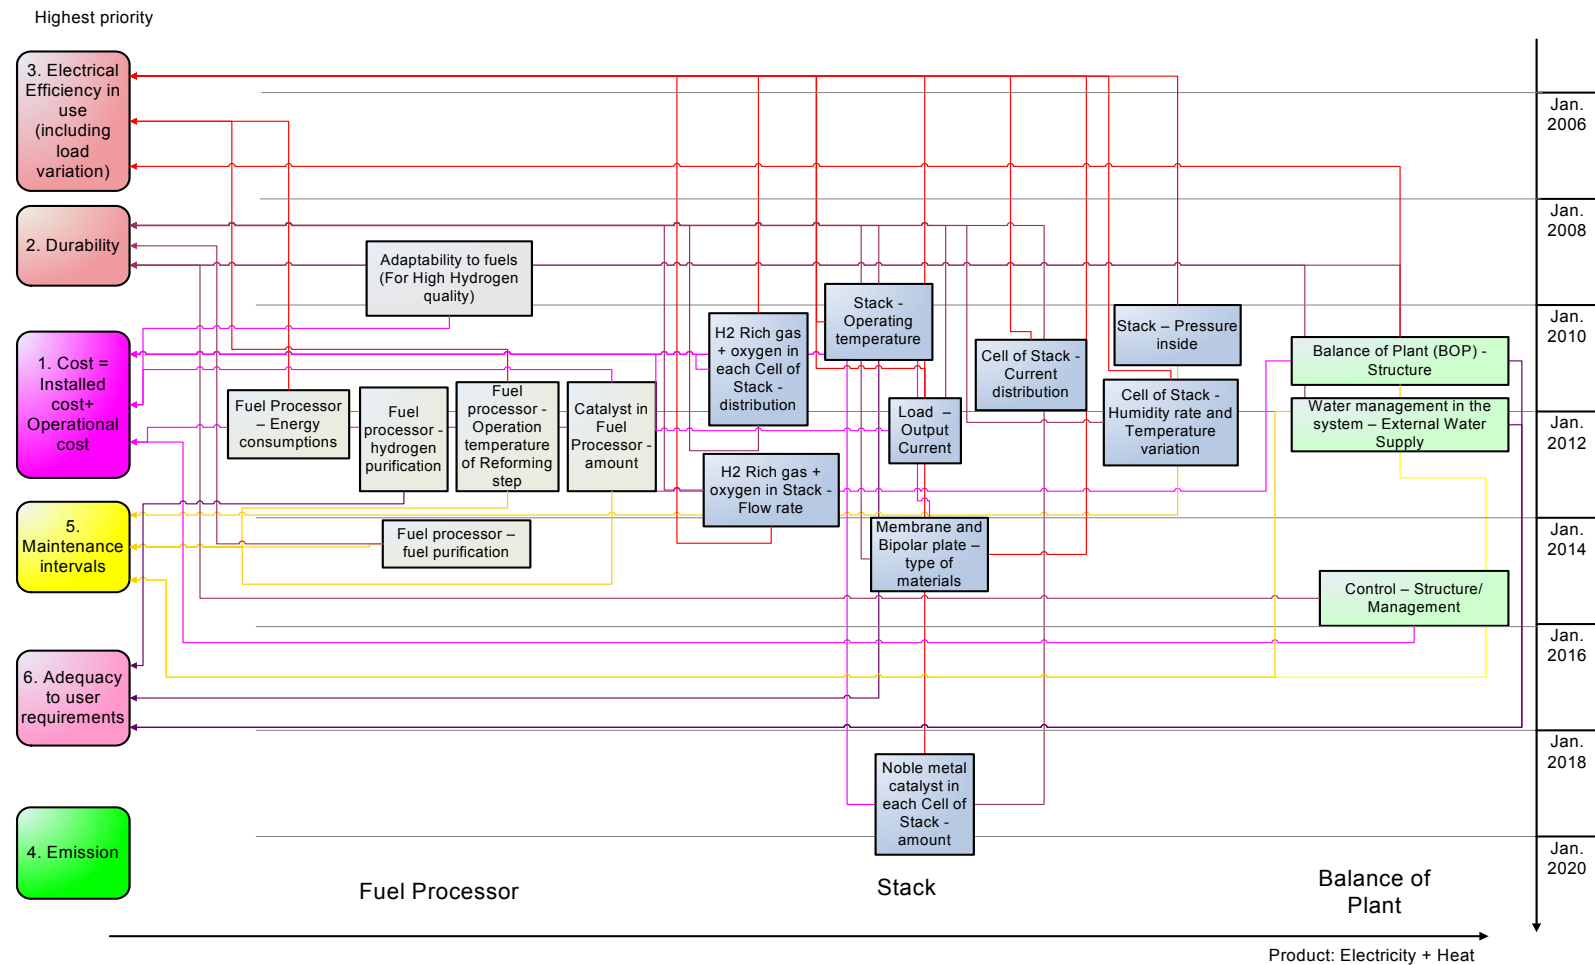 Highest priority
3. Electrical
Efficiency in
use
(including
load
variation)
2. Durability
1. Cost =
Installed
cost+
Operational
cost
5.
Maintenance
intervals
6. Adequacy
to user
requirements
4. Emission
Adaptability to fuels
(For High Hydrogen
quality)
Fuel Processor
– Energy
consumptions
Fuel
processor -
hydrogen
purification
Fuel
processor -
Operation
temperature
of Reforming
step
Catalyst in
Fuel
Processor -
amount
Fuel processor –
fuel purification
H2 Rich gas
+ oxygen in
each Cell of
Stack -
distribution
Stack -
Operating
temperature
H2 Rich gas +
oxygen in Stack -
Flow rate
Load –
Output
Current
Cell of Stack -
Current
distribution
Stack – Pressure
inside
Cell of Stack -
Humidity rate and
Temperature
variation
Membrane and
Bipolar plate –
type of
materials
Noble metal
catalyst in
each Cell of
Stack -
amount
Balance of Plant (BOP) -
Structure
Water management in the
system – External Water
Supply
Control – Structure/
Management
Jan.
2006
Jan.
2008
Jan.
2010
Jan.
2012
Jan.
2014
Jan.
2016
Jan.
2018
Jan.
2020
Fuel Processor
Stack
Balance of
Plant
Product: Electricity + Heat